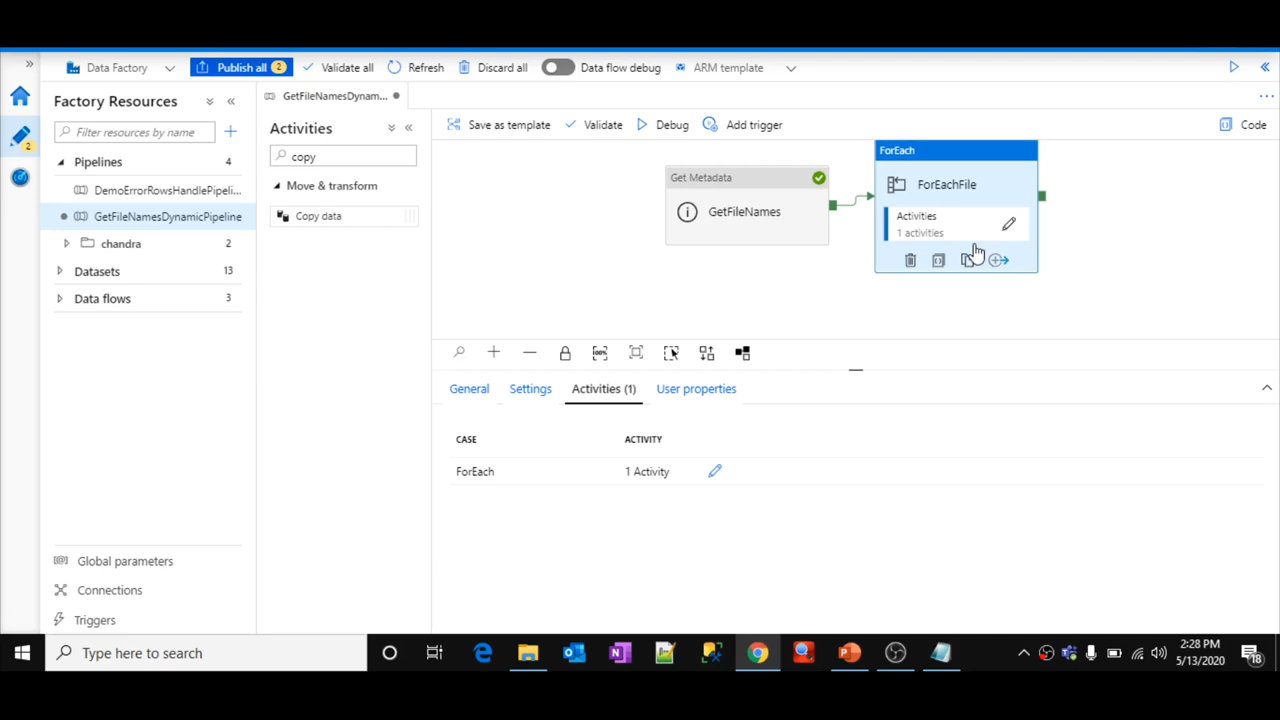 Data Factory
Publish all 2
Validate all
Refresh
Discard all
Data flow debug
ARM template
Factory Resources
Filter resources by name
Pipelines 4
DemoErrorRowsHandlePipeli...
GetFileNamesDynamicPipeline
chandra 2
Datasets 13
Data flows 3
Global parameters
Connections
Triggers
GetFileNamesDynam...
Activities
copy
Move & transform
Copy data
Save as template
Validate
Debug
Add trigger
Code
Get Metadata
GetFileNames
ForEach
ForEachFile
Activities
1 activities
100%
General
Settings
Activities (1)
User properties
CASE ACTIVITY
ForEach 1 Activity
2
Type here to search
2:28 PM
5/13/2020
18